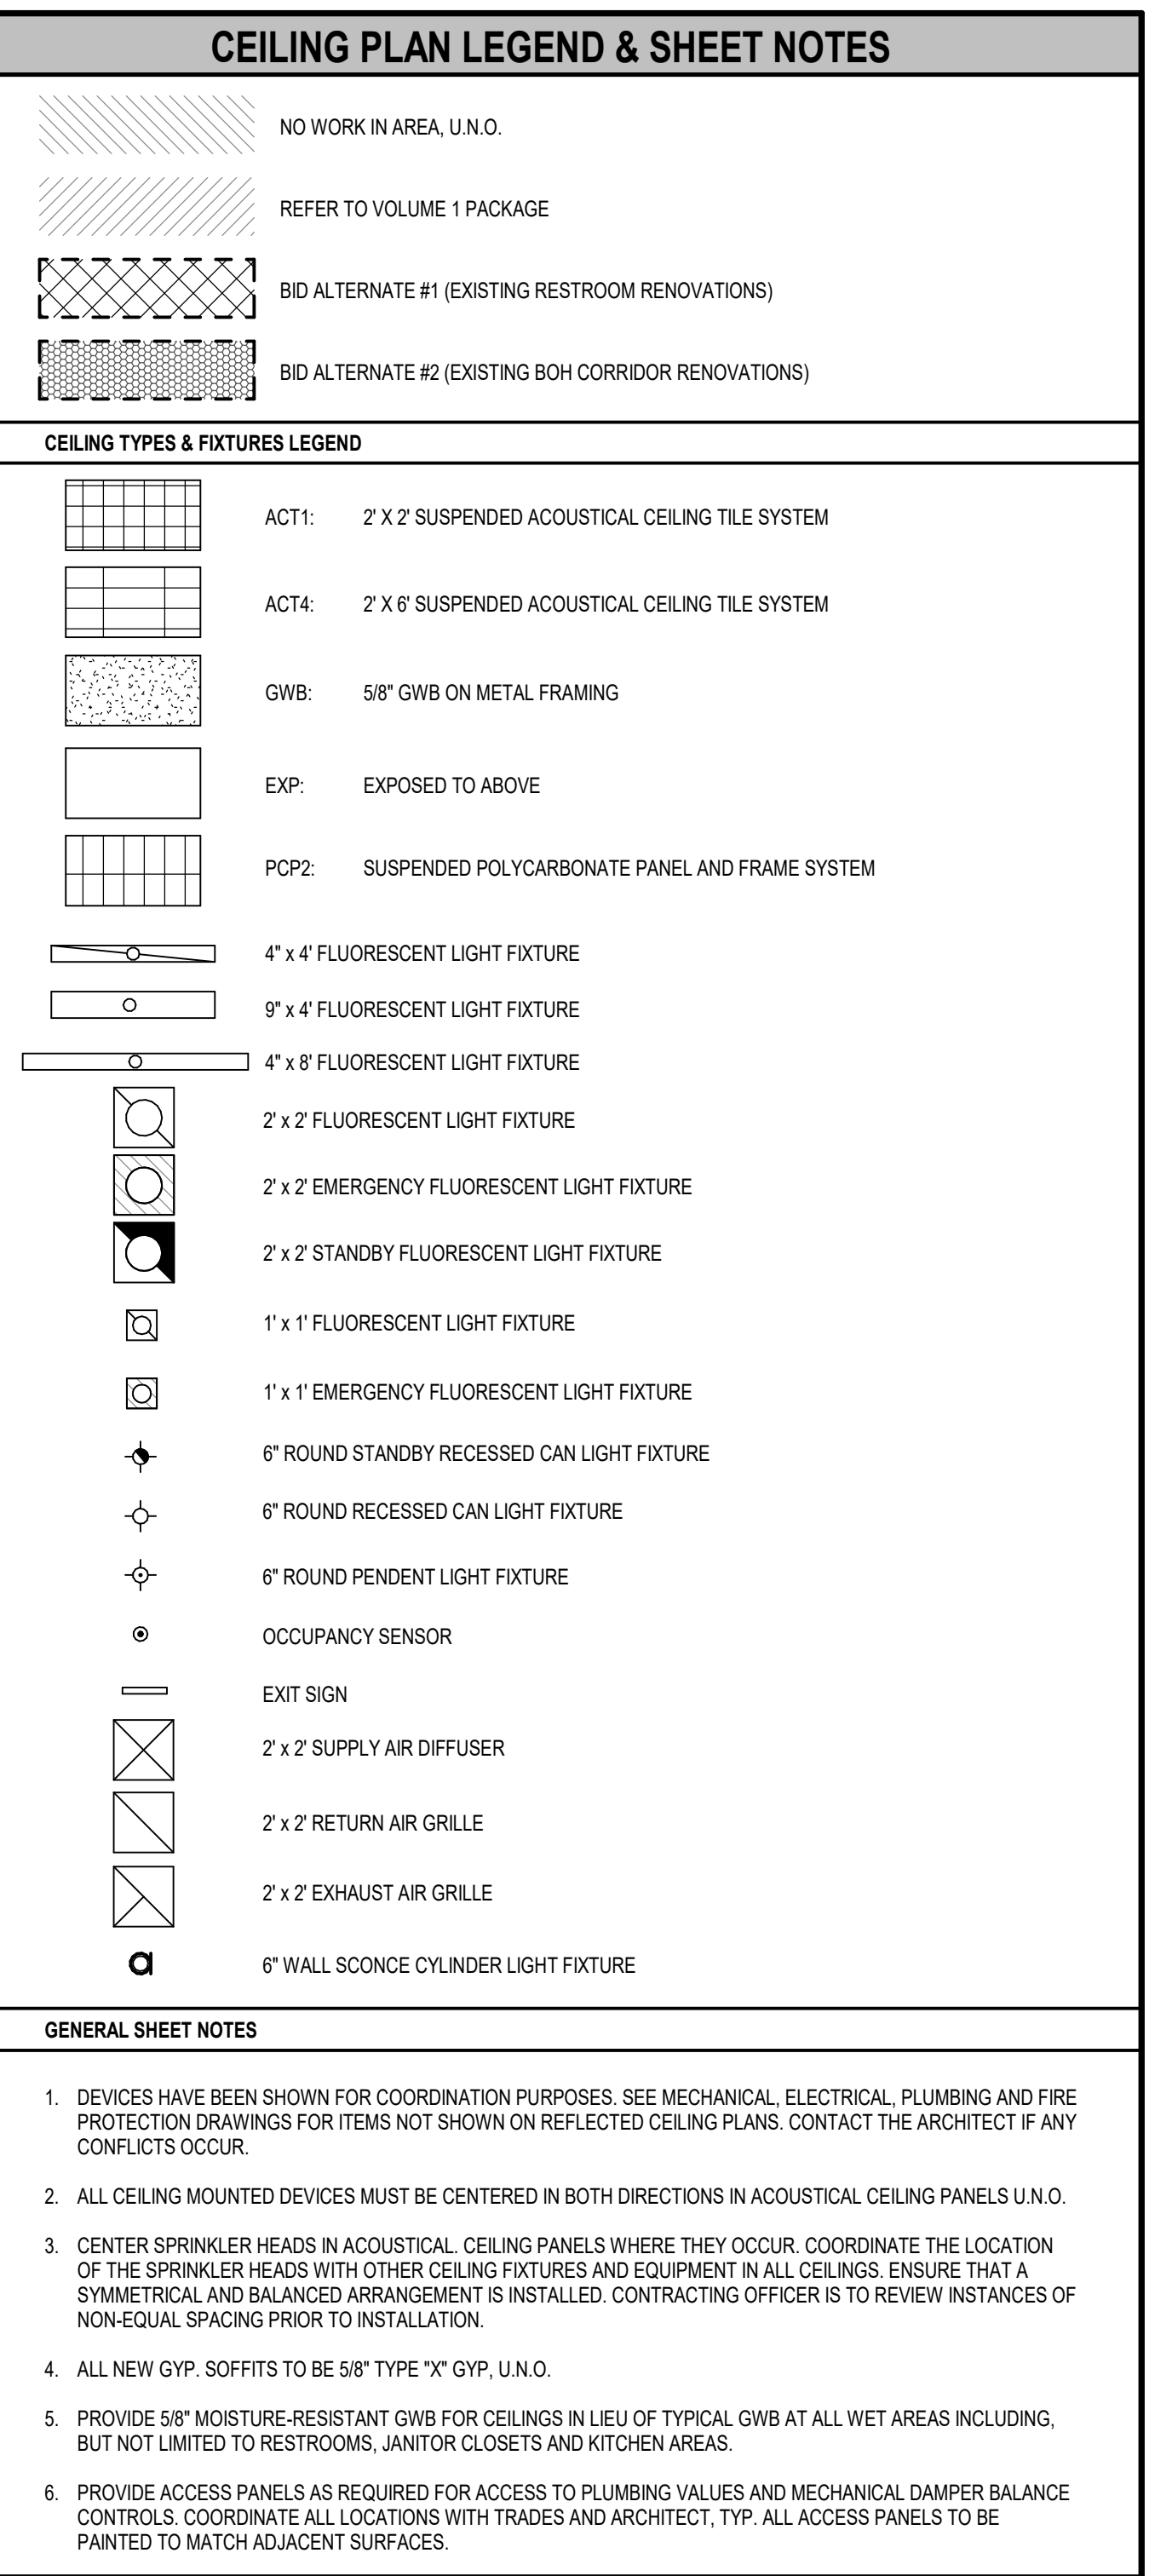 CEILING PLAN LEGEND & SHEET NOTES
NO WORK IN AREA, U.N.O.
REFER TO VOLUME 1 PACKAGE
BID ALTERNATE #1 (EXISTING RESTROOM RENOVATIONS)
BID ALTERNATE #2 (EXISTING BOH CORRIDOR RENOVATIONS)
CEILING TYPES & FIXTURES LEGEND
ACT1: 2' X 2' SUSPENDED ACOUSTICAL CEILING TILE SYSTEM
ACT4: 2' X 6' SUSPENDED ACOUSTICAL CEILING TILE SYSTEM
GWB: 5/8" GWB ON METAL FRAMING
EXP: EXPOSED TO ABOVE
PCP2: SUSPENDED POLYCARBONATE PANEL AND FRAME SYSTEM
4" x 4' FLUORESCENT LIGHT FIXTURE
9" x 4' FLUORESCENT LIGHT FIXTURE
4" x 8' FLUORESCENT LIGHT FIXTURE
2' x 2' FLUORESCENT LIGHT FIXTURE
2' x 2' EMERGENCY FLUORESCENT LIGHT FIXTURE
2' x 2' STANDBY FLUORESCENT LIGHT FIXTURE
1' x 1' FLUORESCENT LIGHT FIXTURE
1' x 1' EMERGENCY FLUORESCENT LIGHT FIXTURE
6" ROUND STANDBY RECESSED CAN LIGHT FIXTURE
6" ROUND RECESSED CAN LIGHT FIXTURE
6" ROUND PENDENT LIGHT FIXTURE
OCCUPANCY SENSOR
EXIT SIGN
2' x 2' SUPPLY AIR DIFFUSER
2' x 2' RETURN AIR GRILLE
2' x 2' EXHAUST AIR GRILLE
6" WALL SCONCE CYLINDER LIGHT FIXTURE
GENERAL SHEET NOTES
1. DEVICES HAVE BEEN SHOWN FOR COORDINATION PURPOSES. SEE MECHANICAL, ELECTRICAL, PLUMBING AND FIRE
PROTECTION DRAWINGS FOR ITEMS NOT SHOWN ON REFLECTED CEILING PLANS. CONTACT THE ARCHITECT IF ANY
CONFLICTS OCCUR.
2. ALL CEILING MOUNTED DEVICES MUST BE CENTERED IN BOTH DIRECTIONS IN ACOUSTICAL CEILING PANELS U.N.O.
3. CENTER SPRINKLER HEADS IN ACOUSTICAL. CEILING PANELS WHERE THEY OCCUR. COORDINATE THE LOCATION
OF THE SPRINKLER HEADS WITH OTHER CEILING FIXTURES AND EQUIPMENT IN ALL CEILINGS. ENSURE THAT A
SYMMETRICAL AND BALANCED ARRANGEMENT IS INSTALLED. CONTRACTING OFFICER IS TO REVIEW INSTANCES OF
NON-EQUAL SPACING PRIOR TO INSTALLATION.
4. ALL NEW GYP. SOFFITS TO BE 5/8" TYPE "X" GYP, U.N.O.
5. PROVIDE 5/8" MOISTURE-RESISTANT GWB FOR CEILINGS IN LIEU OF TYPICAL GWB AT ALL WET AREAS INCLUDING,
BUT NOT LIMITED TO RESTROOMS, JANITOR CLOSETS AND KITCHEN AREAS.
6. PROVIDE ACCESS PANELS AS REQUIRED FOR ACCESS TO PLUMBING VALUES AND MECHANICAL DAMPER BALANCE
CONTROLS. COORDINATE ALL LOCATIONS WITH TRADES AND ARCHITECT, TYP. ALL ACCESS PANELS TO BE
PAINTED TO MATCH ADJACENT SURFACES.